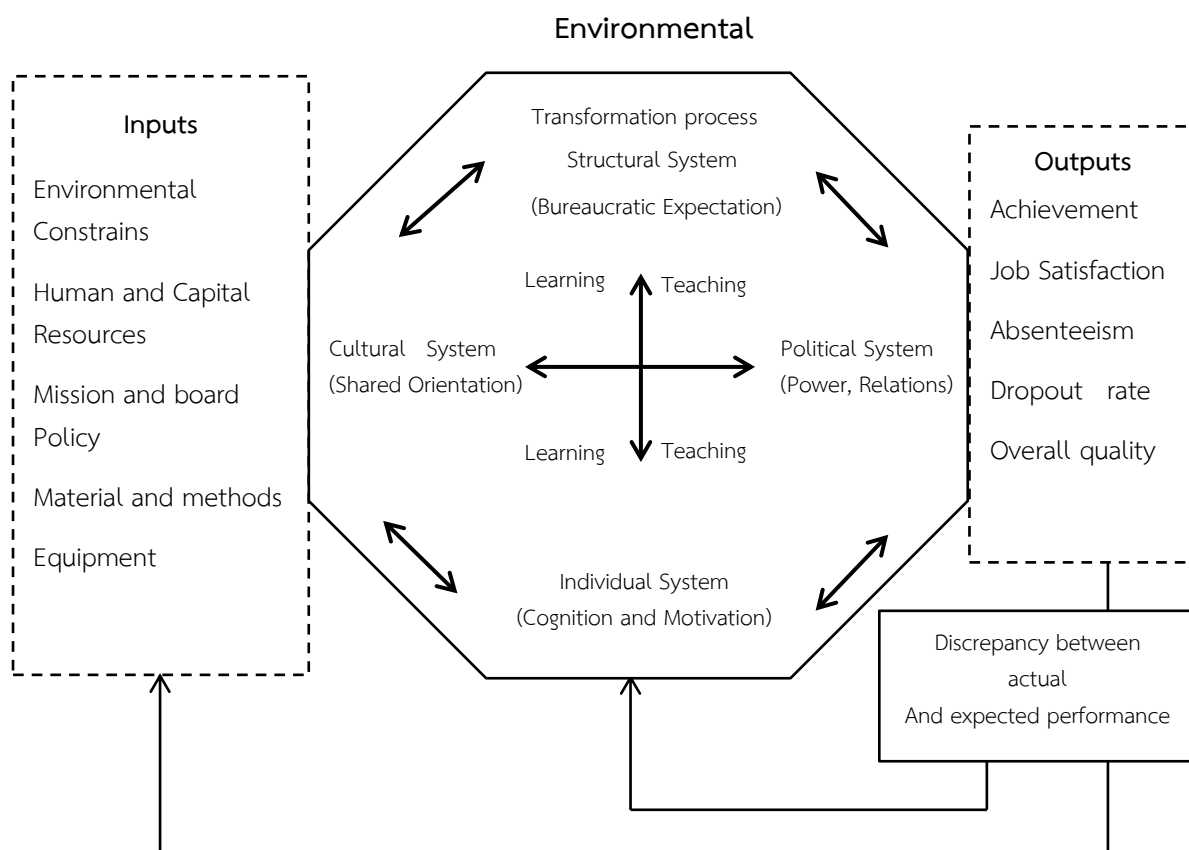 Environmental
Inputs
Environmental
Constrains
Human and Capital
Resources
Mission and board
Policy
Material and methods
Equipment
Transformation process
Structural System
(Bureaucratic Expectation)
Learning
Teaching
Cultural System
(Shared Orientation)
Political System
(Power, Relations)
Learning
Teaching
Individual System
(Cognition and Motivation)
Outputs
Achievement
Job Satisfaction
Absenteeism
Dropout rate
Overall quality
Discrepancy between
actual
And expected performance